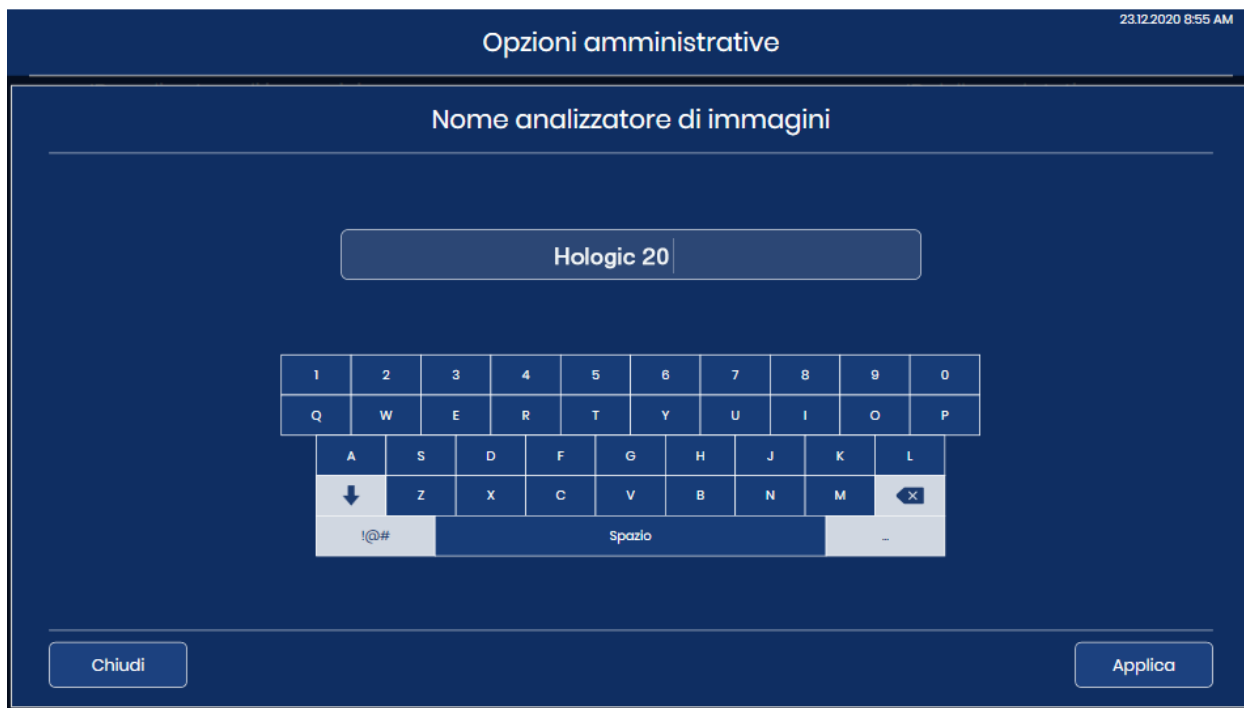 23.12.2020 8:55 AM
Opzioni amministrative
Nome analizzatore di immagini
Hologic 20
1 2 3 4 5 6 7 8 9 0
Q W E R T Y U I O P
A S D F G H J K L
Z X C V B N M
!@# Spazio ...
Chiudi Applica